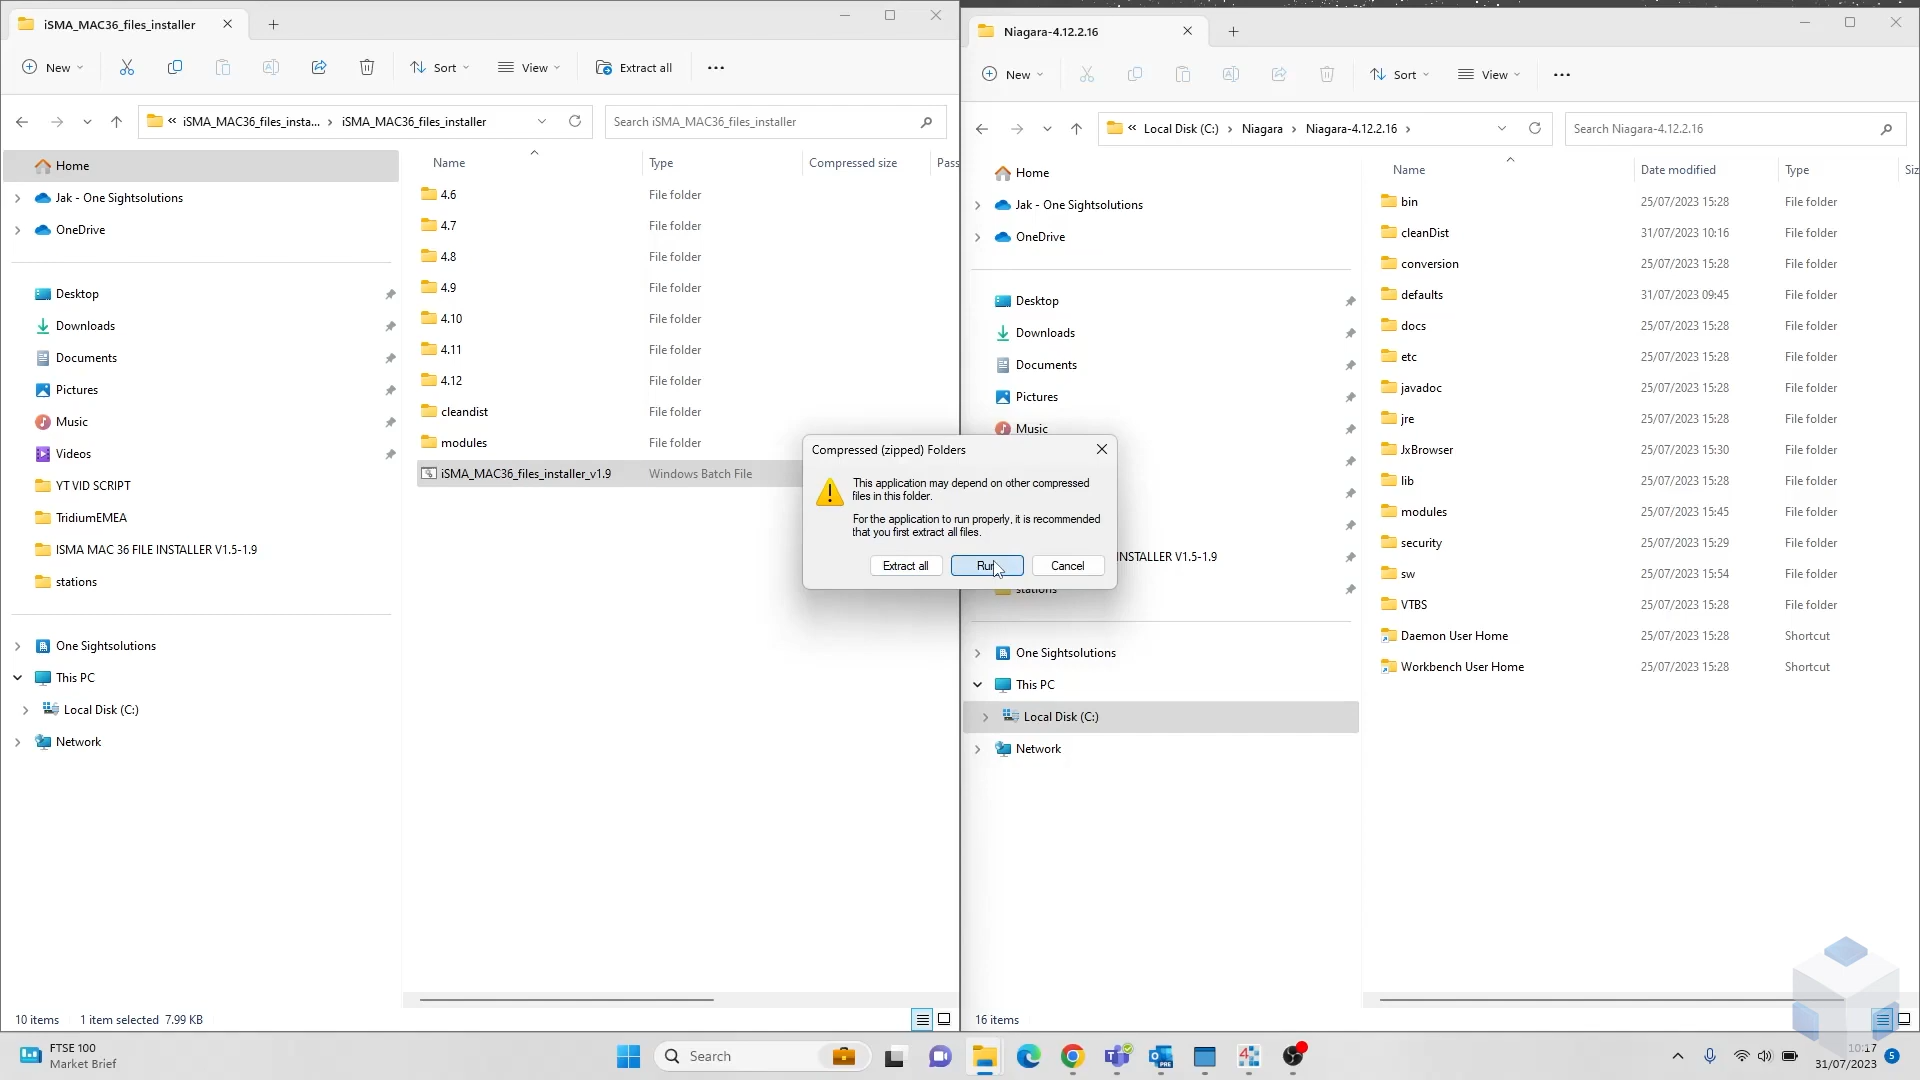 iSMA_MAC36_files_installer
New
Sort
View
Extract all
« iSMA_MAC36_files_insta... › iSMA_MAC36_files_installer
Search iSMA_MAC36_files_installer
Home
Jak - One Sightsolutions
OneDrive
Desktop
Downloads
Documents
Pictures
Music
Videos
YT VID SCRIPT
TridiumEMEA
ISMA MAC 36 FILE INSTALLER V1.5-1.9
stations
One Sightsolutions
This PC
Local Disk (C:)
Network
Name Type Compressed size Pass
4.6 File folder
4.7 File folder
4.8 File folder
4.9 File folder
4.10 File folder
4.11 File folder
4.12 File folder
cleandist File folder
modules File folder
iSMA_MAC36_files_installer_v1.9 Windows Batch File
10 items 1 item selected 7.99 KB
Compressed (zipped) Folders
This application may depend on other compressed
files in this folder.
For the application to run properly, it is recommended
that you first extract all files.
Extract all Run Cancel
Niagara-4.12.2.16
New
Sort
View
« Local Disk (C:) › Niagara › Niagara-4.12.2.16 ›
Search Niagara-4.12.2.16
Home
Jak - One Sightsolutions
OneDrive
Desktop
Downloads
Documents
Pictures
Music
INSTALLER V1.5-1.9
stations
One Sightsolutions
This PC
Local Disk (C:)
Network
Name Date modified Type Siz
bin 25/07/2023 15:28 File folder
cleanDist 31/07/2023 10:16 File folder
conversion 25/07/2023 15:28 File folder
defaults 31/07/2023 09:45 File folder
docs 25/07/2023 15:28 File folder
etc 25/07/2023 15:28 File folder
javadoc 25/07/2023 15:28 File folder
jre 25/07/2023 15:28 File folder
JxBrowser 25/07/2023 15:30 File folder
lib 25/07/2023 15:28 File folder
modules 25/07/2023 15:45 File folder
security 25/07/2023 15:29 File folder
sw 25/07/2023 15:54 File folder
VTBS 25/07/2023 15:28 File folder
Daemon User Home 25/07/2023 15:28 Shortcut
Workbench User Home 25/07/2023 15:28 Shortcut
16 items
FTSE 100
Market Brief
Search
10:17
31/07/2023
5